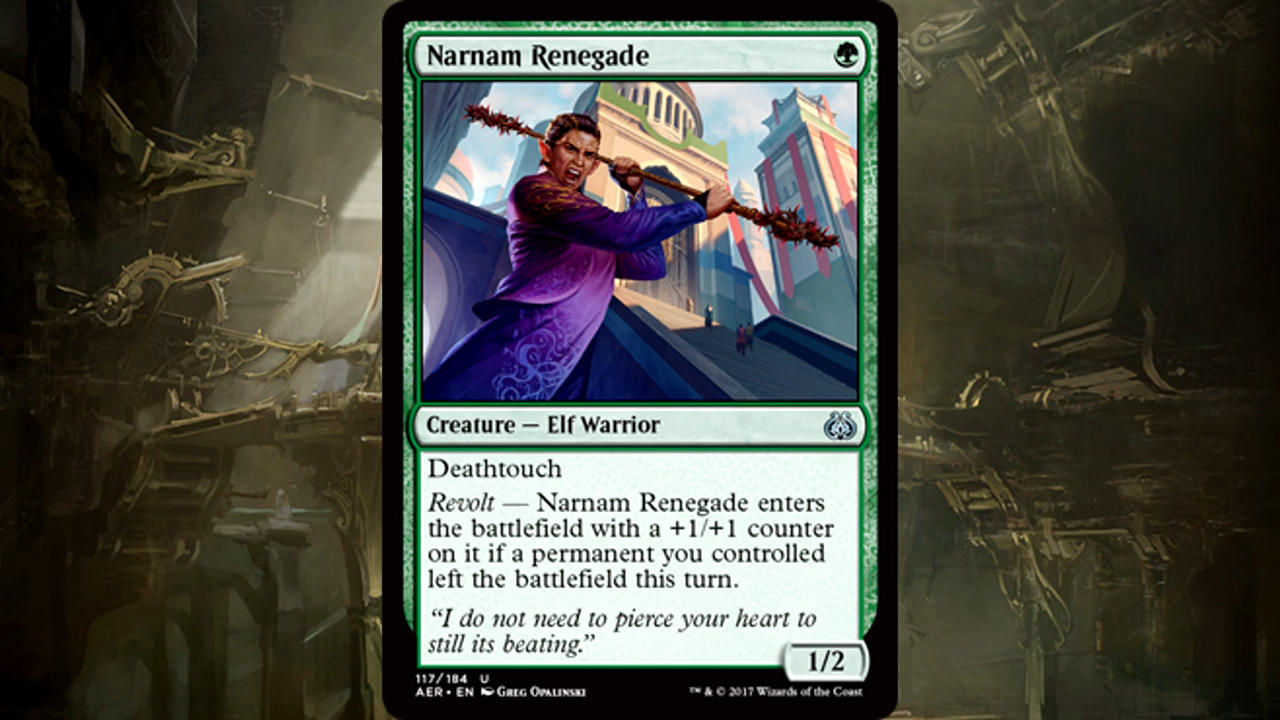 Narnam Renegade
Creature — Elf Warrior
Deathtouch
Revolt — Narnam Renegade enters
the battlefield with a +1/+1 counter
on it if a permanent you controlled
left the battlefield this turn.
“I do not need to pierce your heart to
still its beating.”
1/2
117/184 U
AER • EN Greg Opalinski
™ & © 2017 Wizards of the Coast